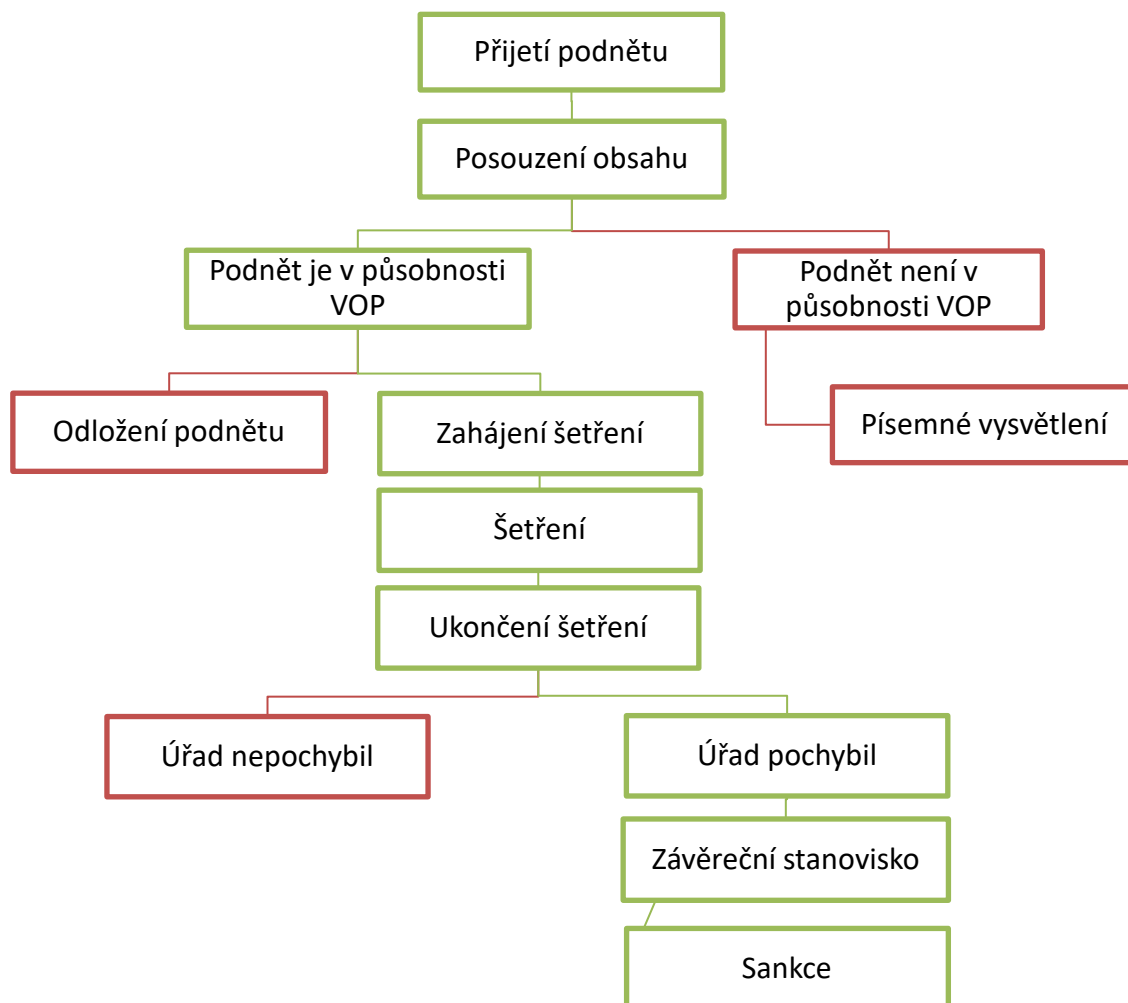 Přijetí podnětu
Posouzení obsahu
Podnět je v působnosti
VOP
Podnět není v
působnosti VOP
Odložení podnětu
Zahájení šetření
Písemné vysvětlení
Šetření
Ukončení šetření
Úřad nepochybil
Úřad pochybil
Závěreční stanovisko
Sankce